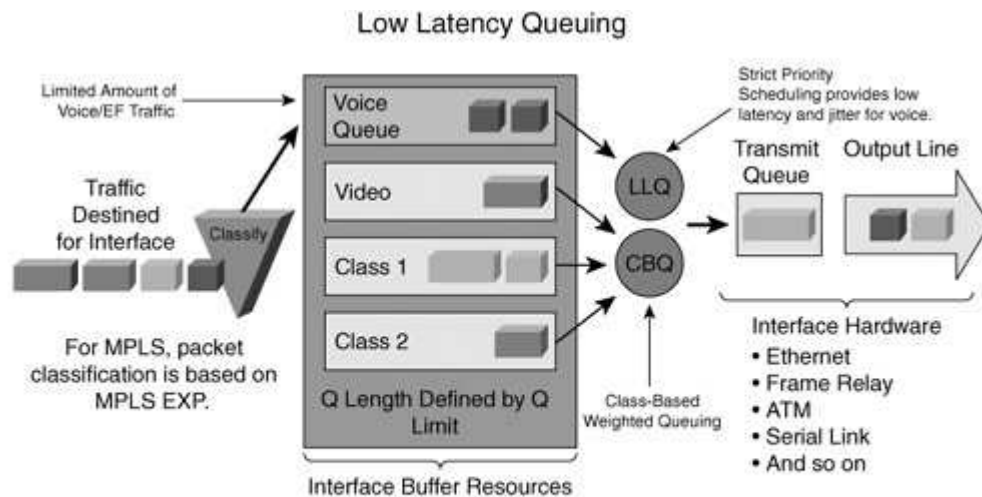 Low Latency Queuing
Limited Amount of
Voice/EF Traffic
Strict Priority
Scheduling provides low
latency and jitter for voice.
Voice
Queue
Transmit
Queue
Output Line
Traffic
Destined
for Interface
Classify
Video
LLQ
Class 1
CBQ
Class 2
For MPLS, packet
classification is based on
MPLS EXP.
Q Length Defined by Q
Limit
Class-Based
Weighted Queuing
Interface Hardware
• Ethernet
• Frame Relay
• ATM
• Serial Link
• And so on
Interface Buffer Resources